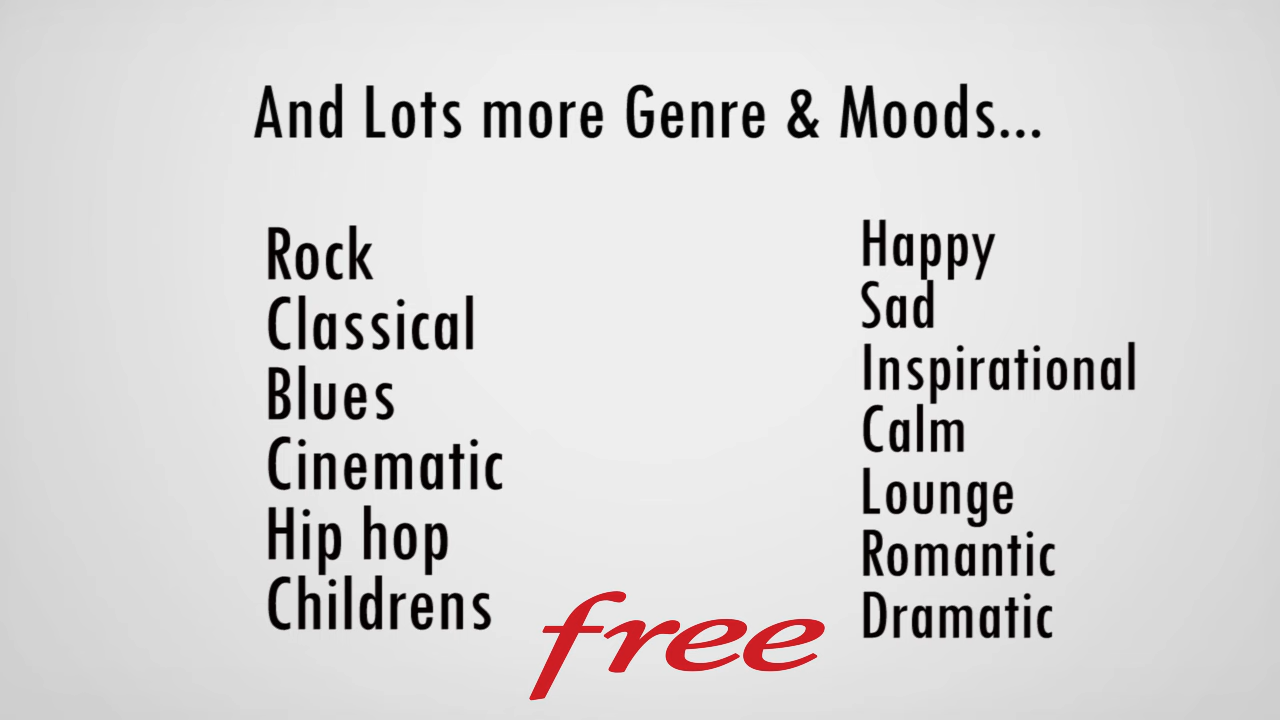 And Lots more Genre & Moods...
Rock
Classical
Blues
Cinematic
Hip hop
Childrens
Happy
Sad
Inspirational
Calm
Lounge
Romantic
Dramatic
free